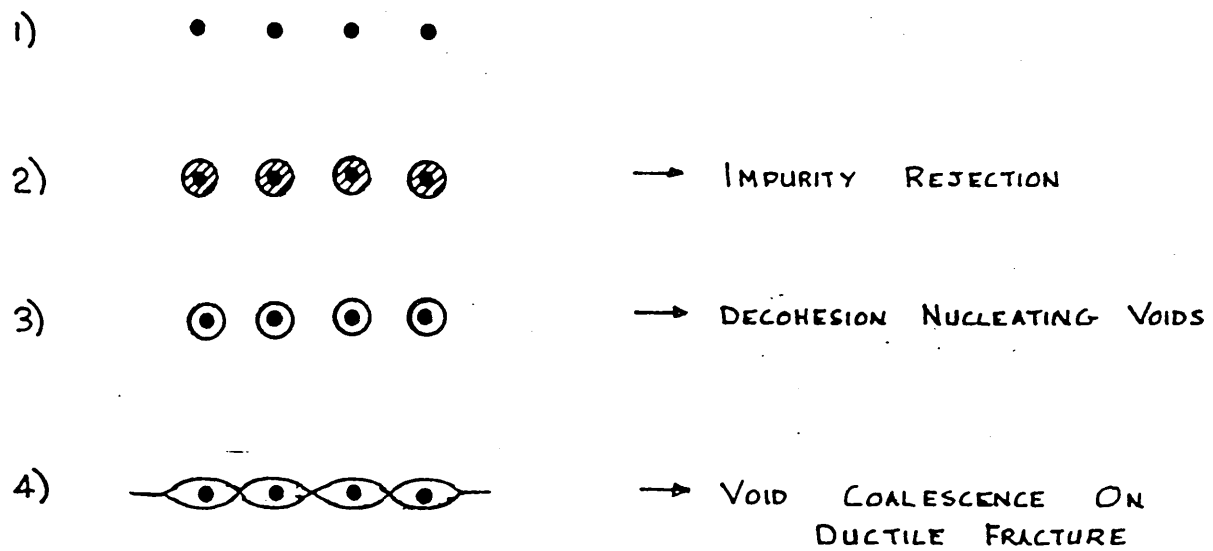 1)
2) → IMPURITY REJECTION
3) → DECOHESION NUCLEATING VOIDS
4) → VOID COALESCENCE ON
DUCTILE FRACTURE